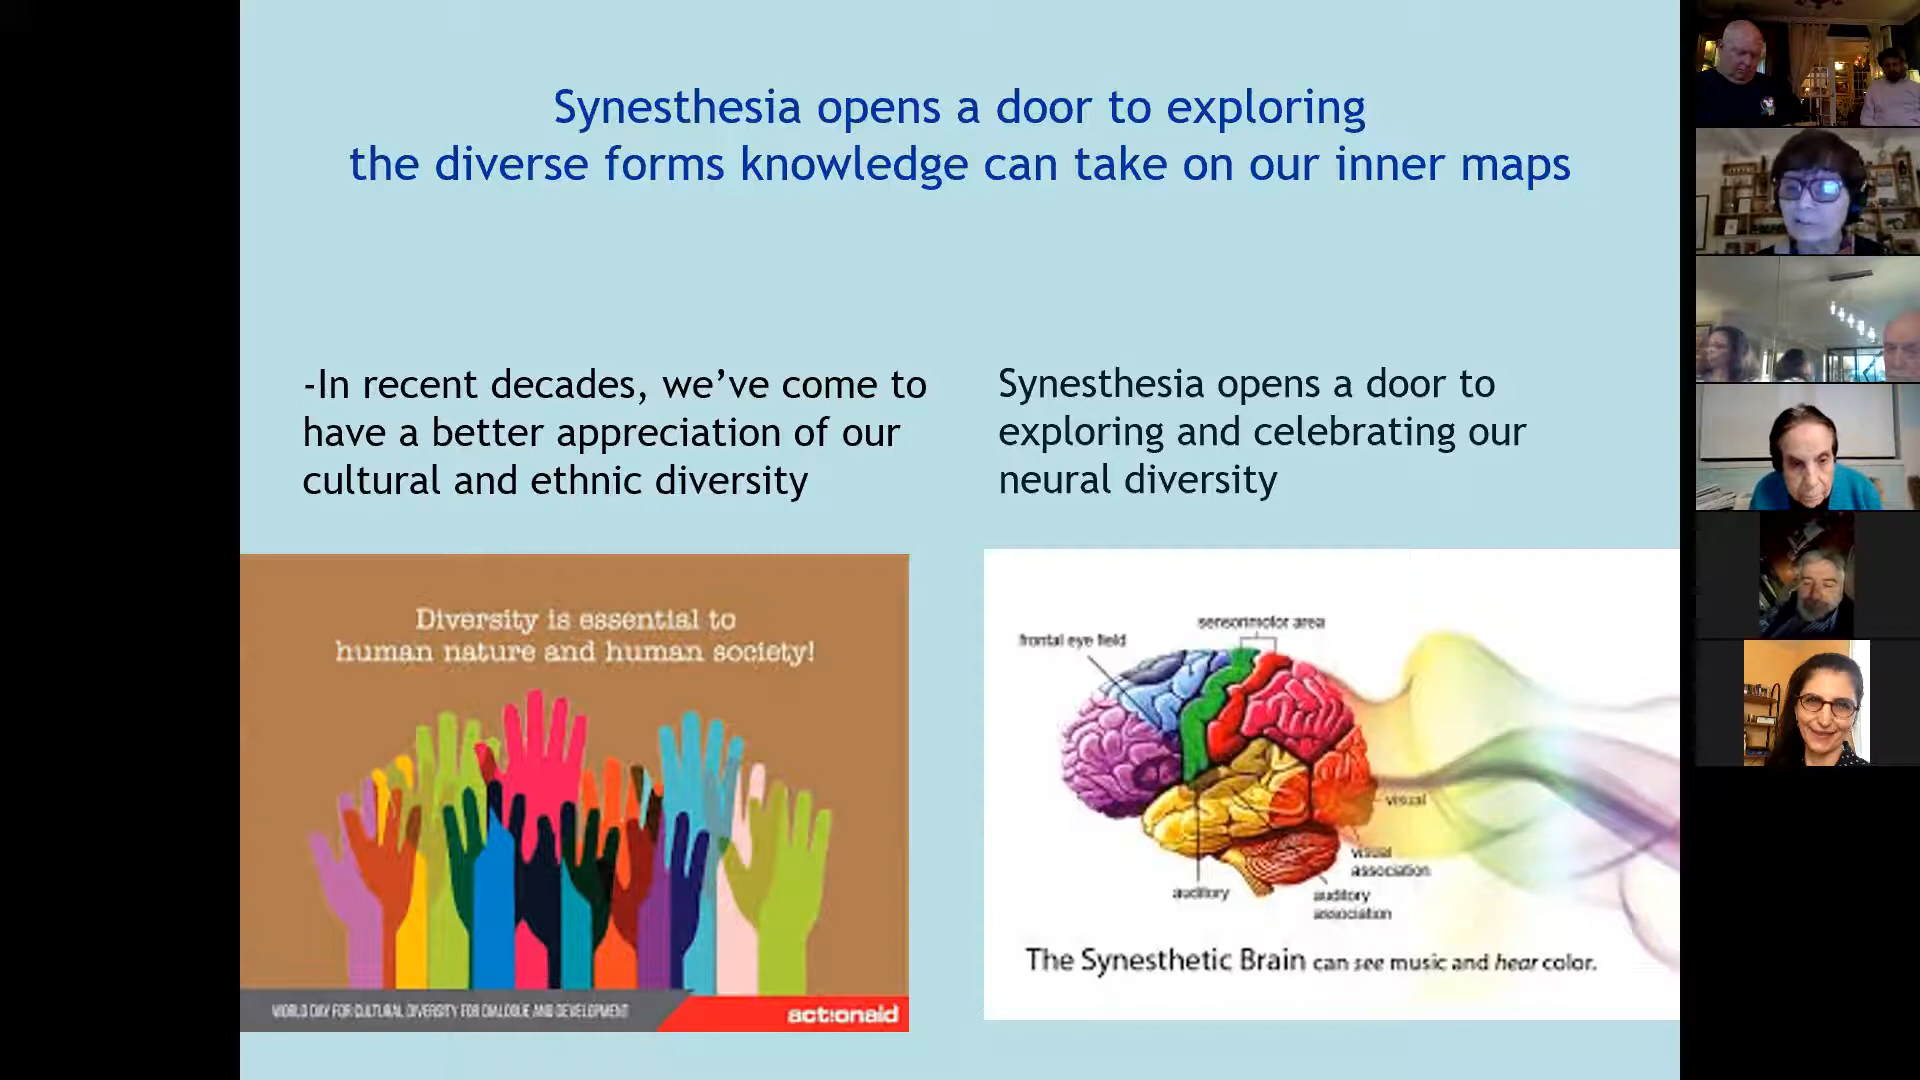 Synesthesia opens a door to exploring
the diverse forms knowledge can take on our inner maps
-In recent decades, we’ve come to
have a better appreciation of our
cultural and ethnic diversity
Synesthesia opens a door to
exploring and celebrating our
neural diversity
Diversity is essential to
human nature and human society!
WORLD DAY FOR CULTURAL DIVERSITY FOR DIALOGUE AND DEVELOPMENT
act:onaid
sensorimotor area
frontal eye field
visual
visual
association
auditory
auditory
association
The Synesthetic Brain can see music and hear color.